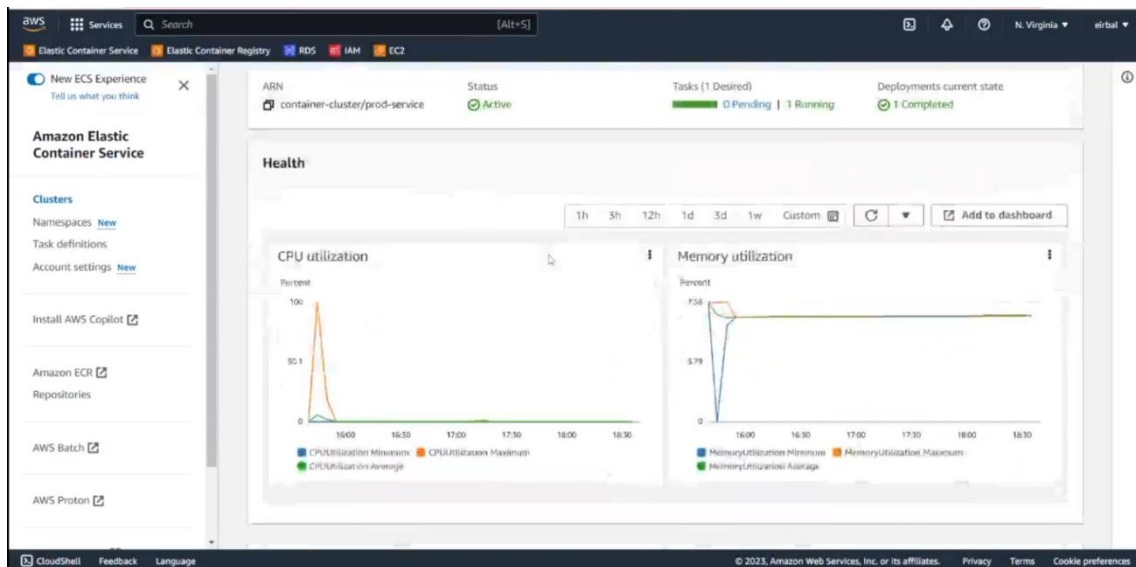 aws Services Search [Alt+S] N. Virginia eirbal
Elastic Container Service Elastic Container Registry RDS IAM EC2
New ECS Experience
Tell us what you think
Amazon Elastic
Container Service
Clusters
Namespaces New
Task definitions
Account settings New
Install AWS Copilot
Amazon ECR
Repositories
AWS Batch
AWS Proton
ARN
container-cluster/prod-service
Status
Active
Tasks (1 Desired)
0 Pending | 1 Running
Deployments current state
1 Completed
Health
1h 3h 12h 1d 3d 1w Custom Add to dashboard
CPU utilization
Percent
100
50.1
0
16:00 16:30 17:00 17:30 18:00 18:30
CPUUtilization Minimum CPUUtilization Maximum
CPUUtilization Average
Memory utilization
Percent
7.58
3.79
0
16:00 16:30 17:00 17:30 18:00 18:30
MemoryUtilization Minimum MemoryUtilization Maximum
MemoryUtilization Average
CloudShell Feedback Language © 2023, Amazon Web Services, Inc. or its affiliates. Privacy Terms Cookie preferences